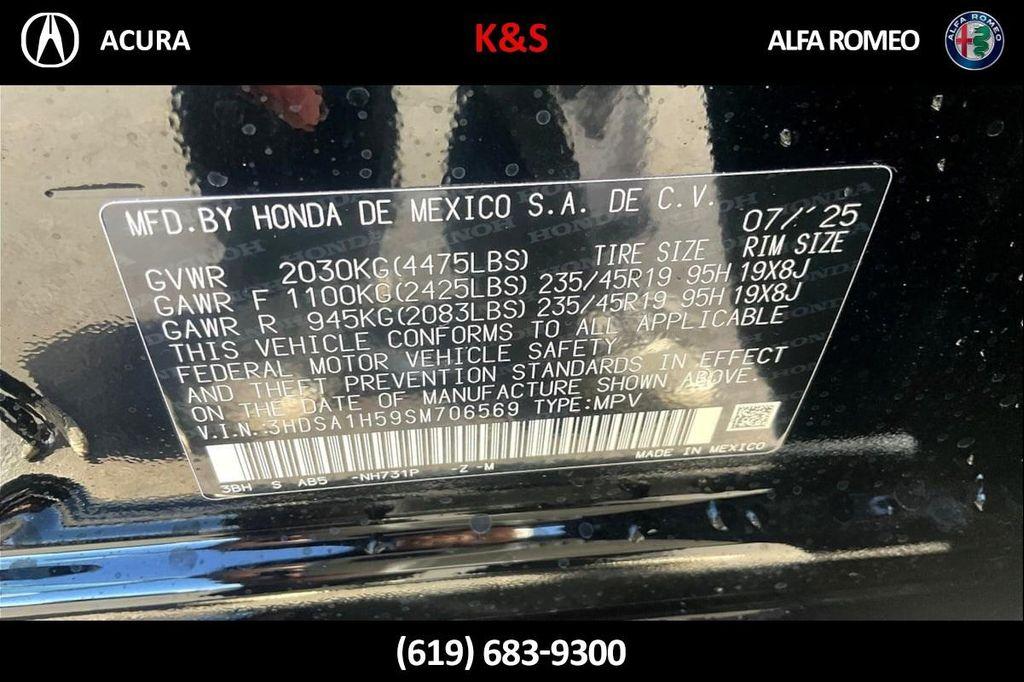 ACURA
K&S
ALFA ROMEO
ALFA ROMEO
MFD.BY HONDA DE MEXICO S.A. DE C.V. 07/'25
GVWR 2030KG(4475LBS) TIRE SIZE RIM SIZE
GAWR F 1100KG(2425LBS) 235/45R19 95H 19X8J
GAWR R 945KG(2083LBS) 235/45R19 95H 19X8J
THIS VEHICLE CONFORMS TO ALL APPLICABLE
FEDERAL MOTOR VEHICLE SAFETY
AND THEFT PREVENTION STANDARDS IN EFFECT
ON THE DATE OF MANUFACTURE SHOWN ABOVE.
V.I.N.:3HDSA1H59SM706569 TYPE:MPV
3BH S AB5 -NH731P -Z -M MADE IN MEXICO
(619) 683-9300